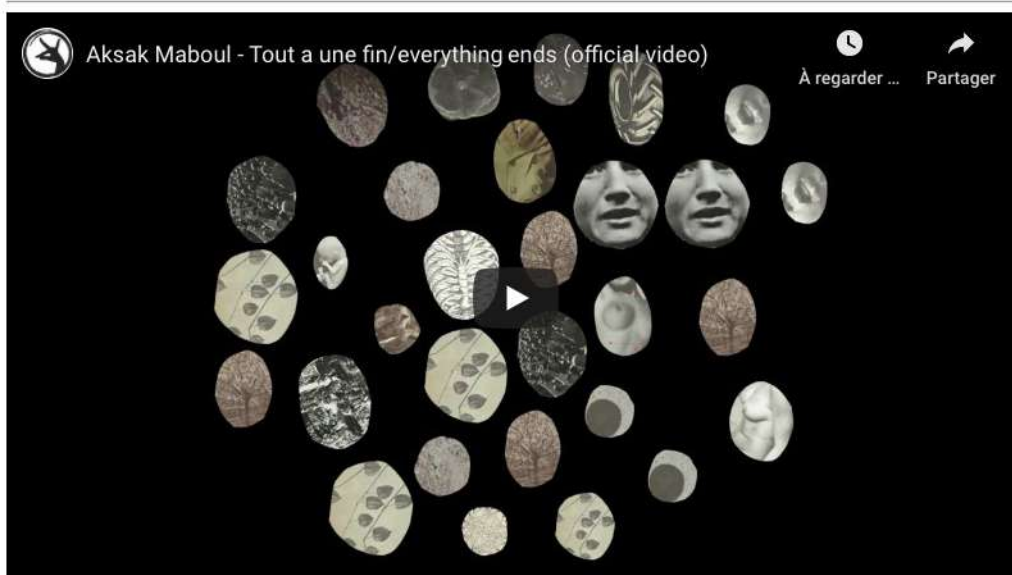 Aksak Maboul - Tout a une fin/everything ends (official video)
À regarder ...
Partager